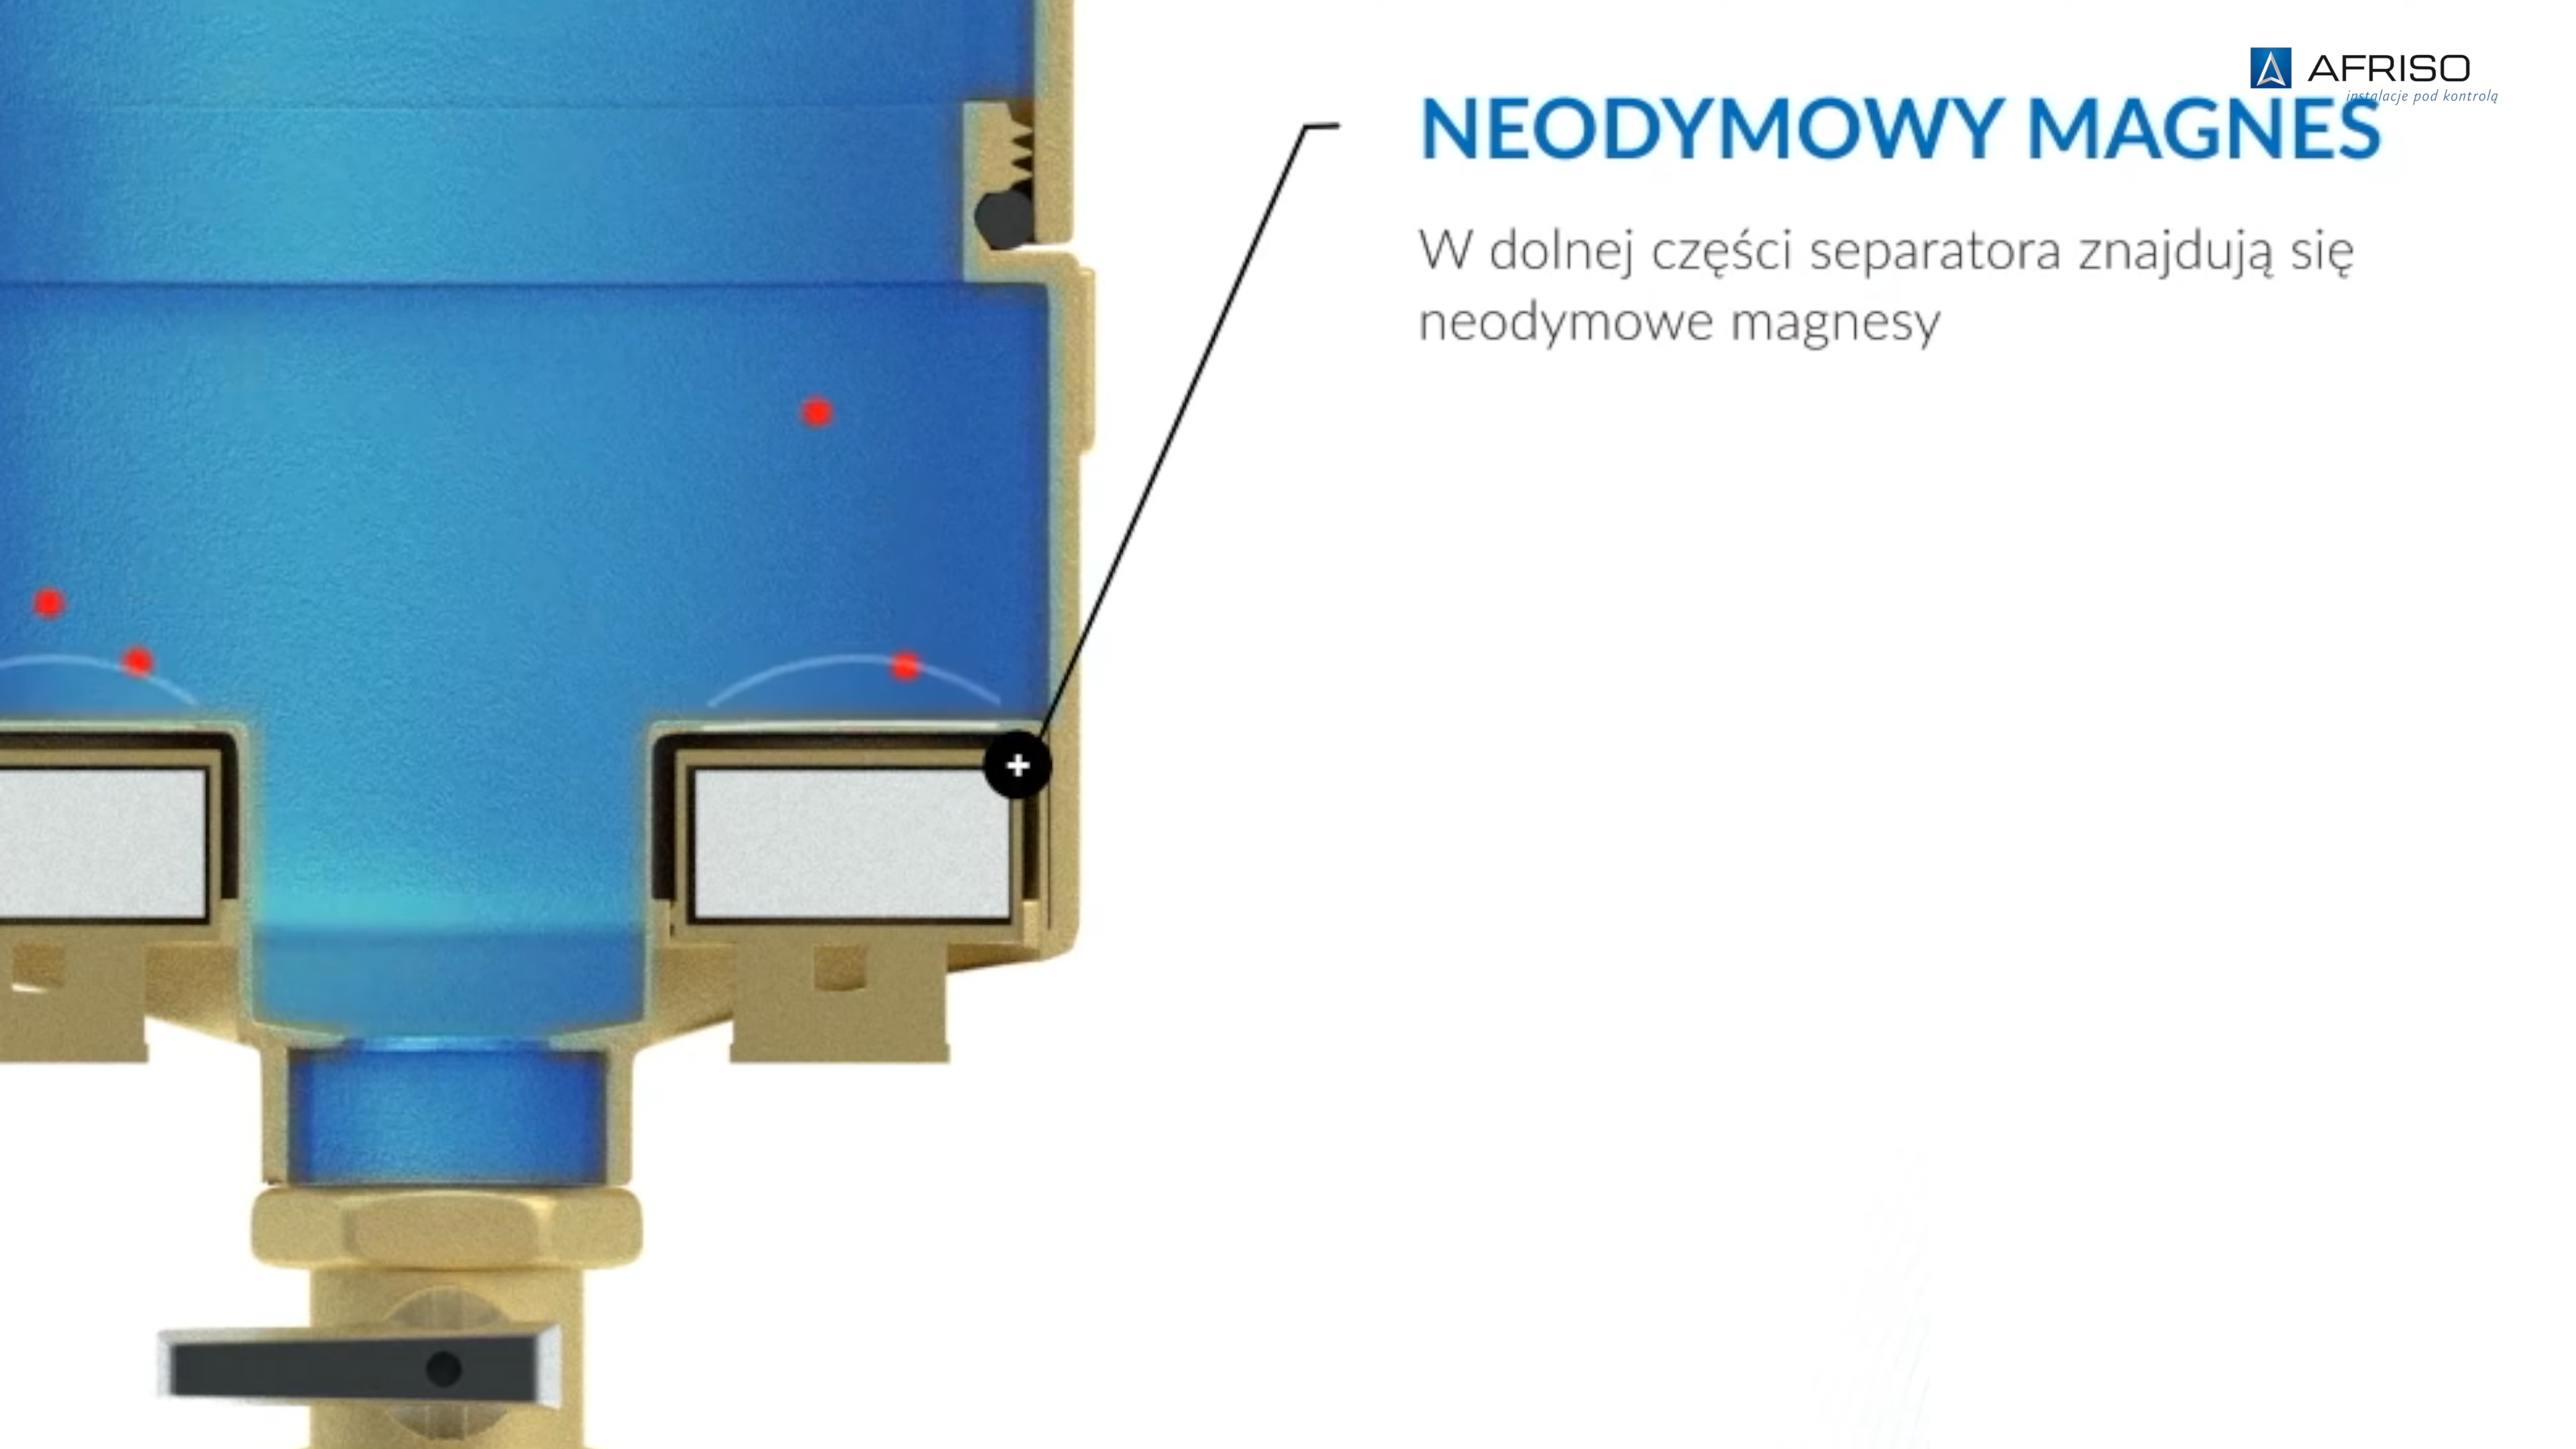 AFRISO
instalacje pod kontrolą
NEODYMOWY MAGNES
W dolnej części separatora znajdują się
neodymowe magnesy